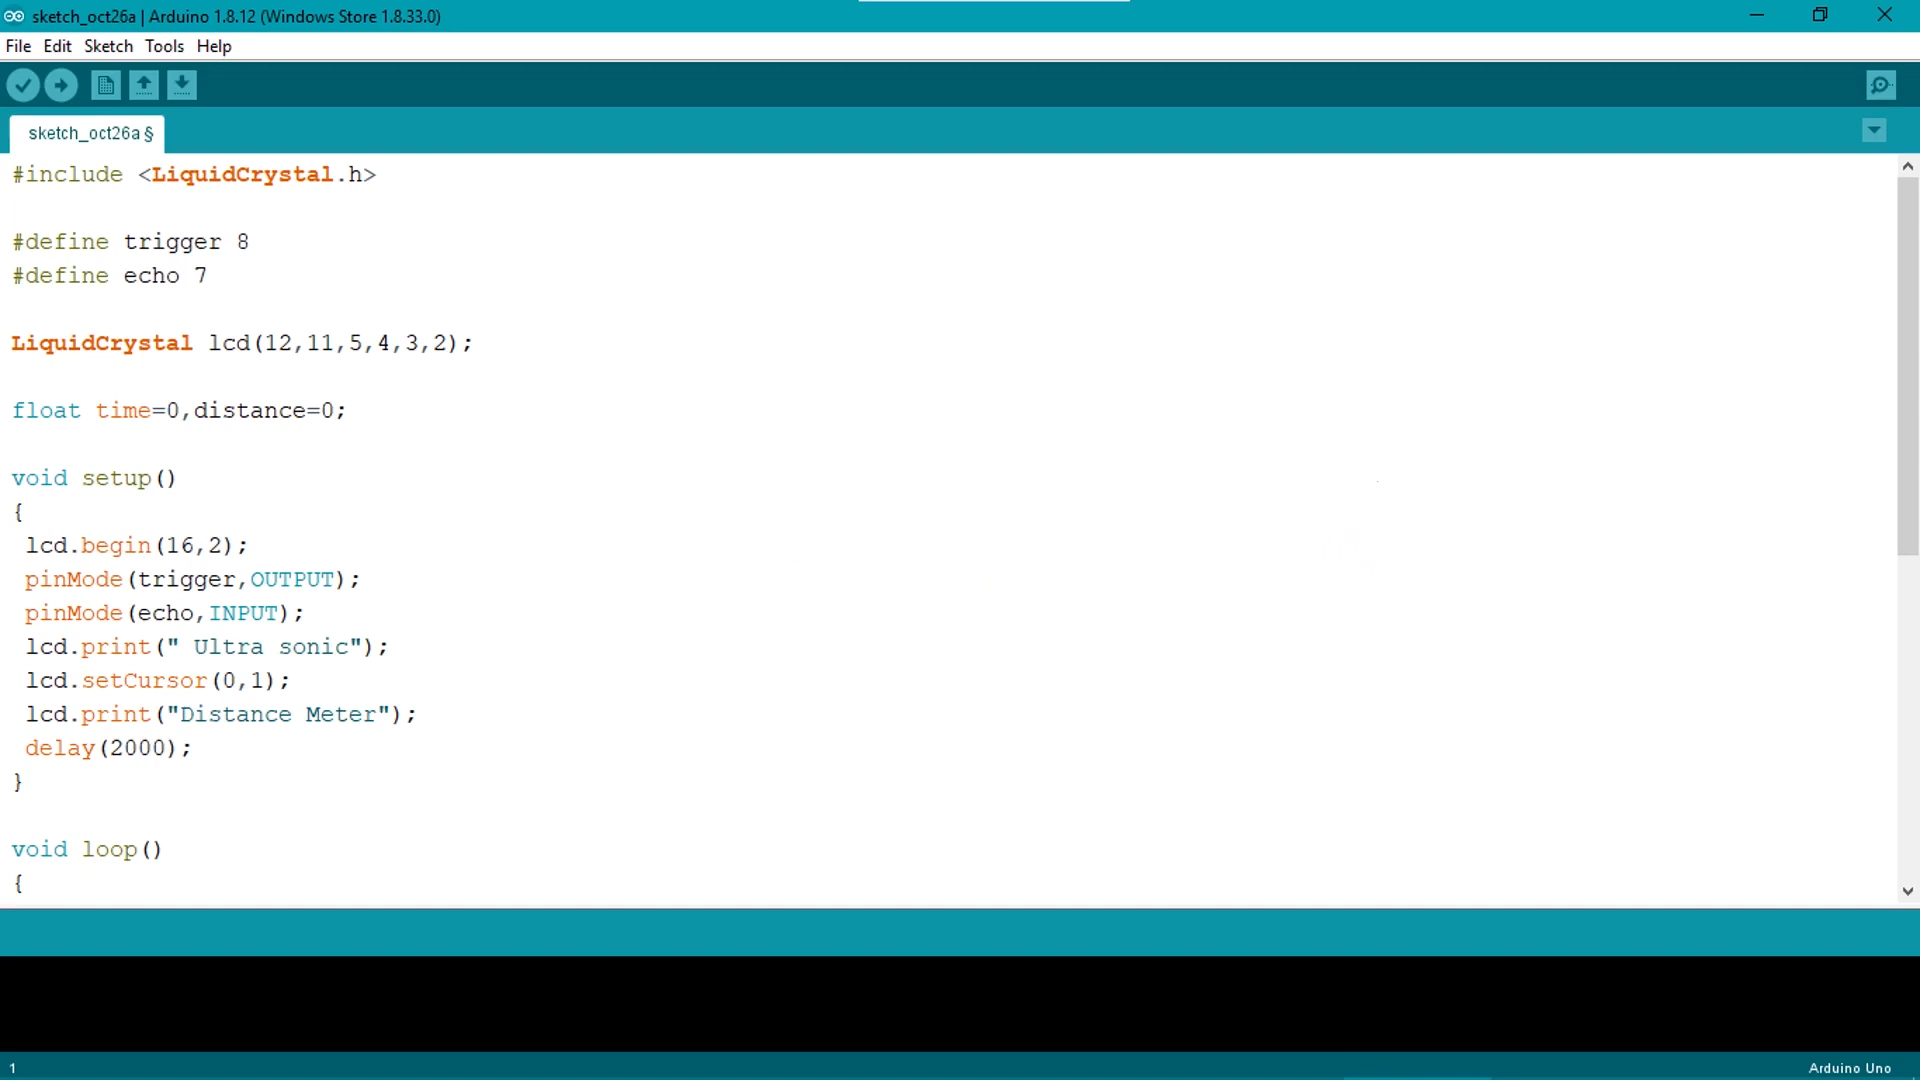 sketch_oct26a | Arduino 1.8.12 (Windows Store 1.8.33.0)
File Edit Sketch Tools Help
sketch_oct26a §
#include <LiquidCrystal.h>
#define trigger 8
#define echo 7
LiquidCrystal lcd(12,11,5,4,3,2);
float time=0,distance=0;
void setup()
{
lcd.begin(16,2);
pinMode(trigger,OUTPUT);
pinMode(echo,INPUT);
lcd.print(" Ultra sonic");
lcd.setCursor(0,1);
lcd.print("Distance Meter");
delay(2000);
}
void loop()
{
1
Arduino Uno